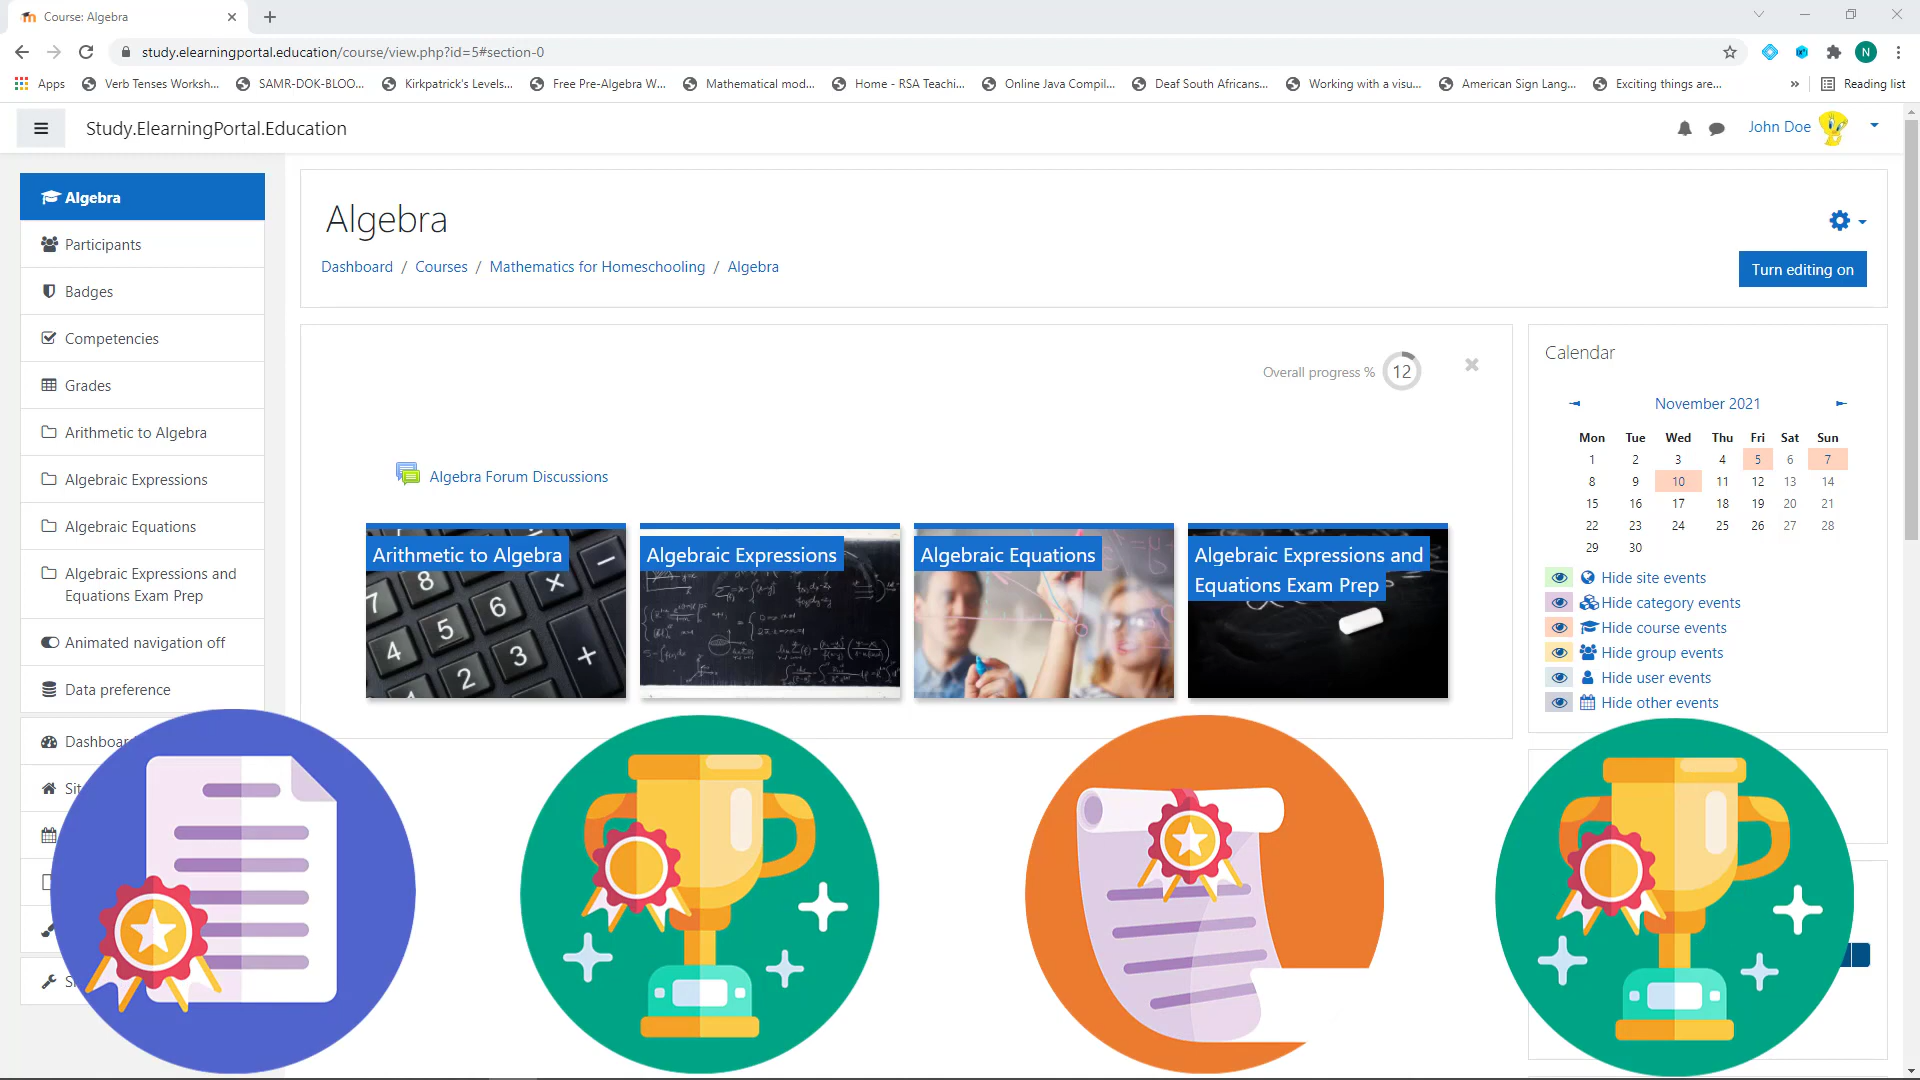 Course: Algebra
study.elearningportal.education/course/view.php?id=5#section-0
N
Apps
Verb Tenses Worksh...
SAMR-DOK-BLOO...
Kirkpatrick's Levels...
Free Pre-Algebra W...
Mathematical mod...
Home - RSA Teachi...
Online Java Compil...
Deaf South Africans...
Working with a visu...
American Sign Lang...
Exciting things are...
»
Reading list
Study.ElearningPortal.Education
John Doe
Algebra
Participants
Badges
Competencies
Grades
Arithmetic to Algebra
Algebraic Expressions
Algebraic Equations
Algebraic Expressions and
Equations Exam Prep
Animated navigation off
Data preference
Algebra
Dashboard / Courses / Mathematics for Homeschooling / Algebra
Turn editing on
Overall progress % 12
Algebra Forum Discussions
Arithmetic to Algebra
7 8 × −
4 5 6
2 3 +
1
Algebraic Expressions
Algebraic Equations
Algebraic Expressions and
Equations Exam Prep
Calendar
November 2021
Mon Tue Wed Thu Fri Sat Sun
1 2 3 4 5 6 7
8 9 10 11 12 13 14
15 16 17 18 19 20 21
22 23 24 25 26 27 28
29 30
Hide site events
Hide category events
Hide course events
Hide group events
Hide user events
Hide other events